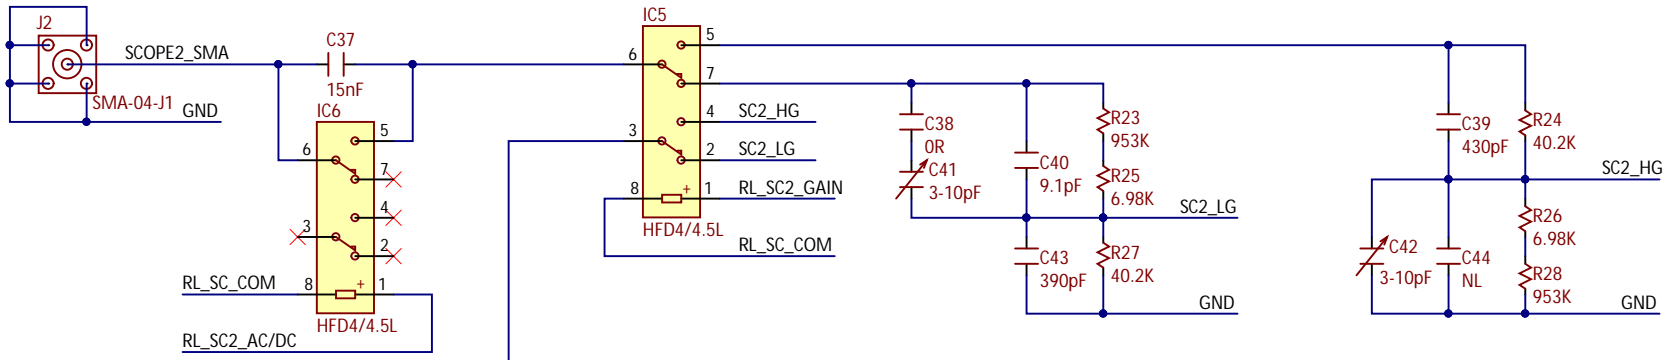 J2
SCOPE2_SMA
SMA-04-J1
GND
C37
15nF
IC6
5
6
7
4
3
2
8
+
1
HFD4/4.5L
RL_SC_COM
RL_SC2_AC/DC
IC5
5
6
7
4
SC2_HG
3
2
SC2_LG
8
+
1
RL_SC2_GAIN
HFD4/4.5L
RL_SC_COM
C38
0R
C41
3-10pF
C40
9.1pF
R23
953K
R25
6.98K
SC2_LG
C43
390pF
R27
40.2K
GND
C39
430pF
R24
40.2K
SC2_HG
C42
3-10pF
C44
NL
R26
6.98K
R28
953K
GND